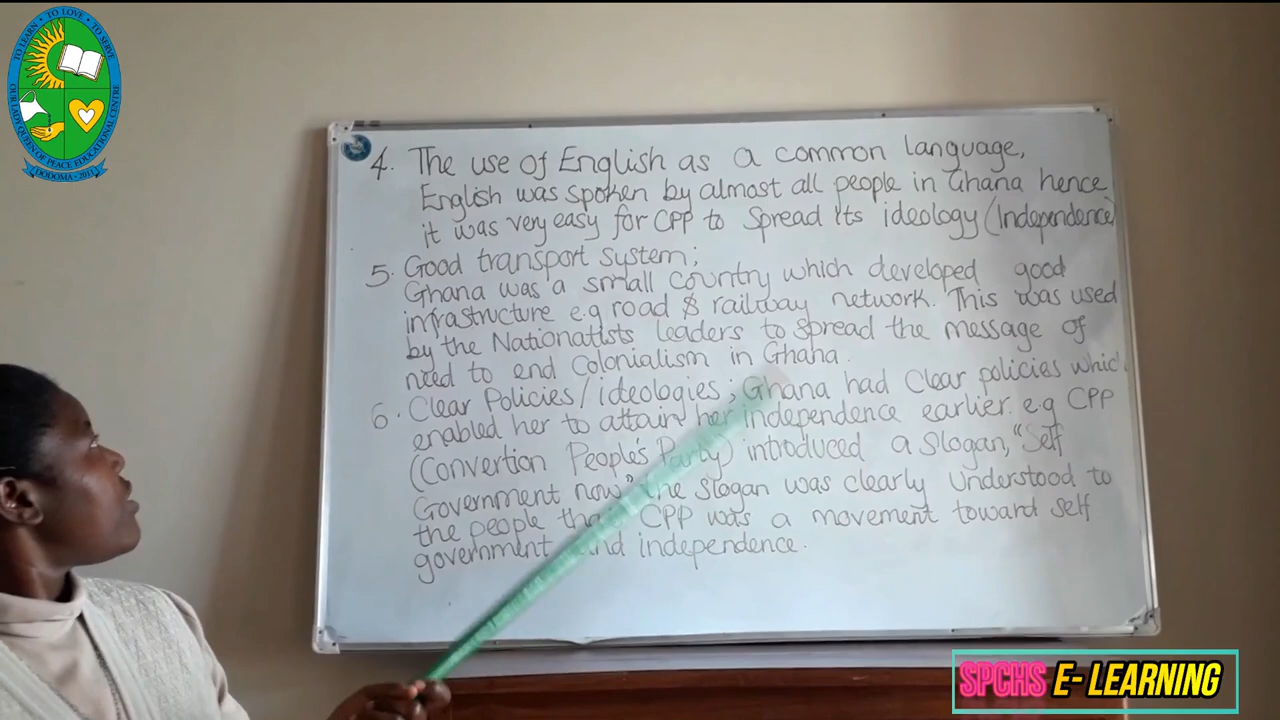 TO LEARN · TO LOVE · TO SERVE
OUR LADY QUEEN OF PEACE EDUCATIONAL CENTRE
DODOMA · 2011
4. The use of English as a common language,
English was spoken by almost all people in Ghana hence
it was very easy for CPP to spread its ideology (Independence)
5. Good transport system;
Ghana was a small Country which developed good
infrastructure e.g road & railway network. This was used
by the Nationalists leaders to spread the message of
need to end Colonialism in Ghana.
6. Clear Policies/ideologies, Ghana had Clear policies which
enabled her to attain her independence earlier. e.g CPP
(Convertion People's Party) introduced a slogan, "Self
Government now" the slogan was clearly Understood to
the people that CPP was a movement toward self
government and independence.
SPCHS E-LEARNING